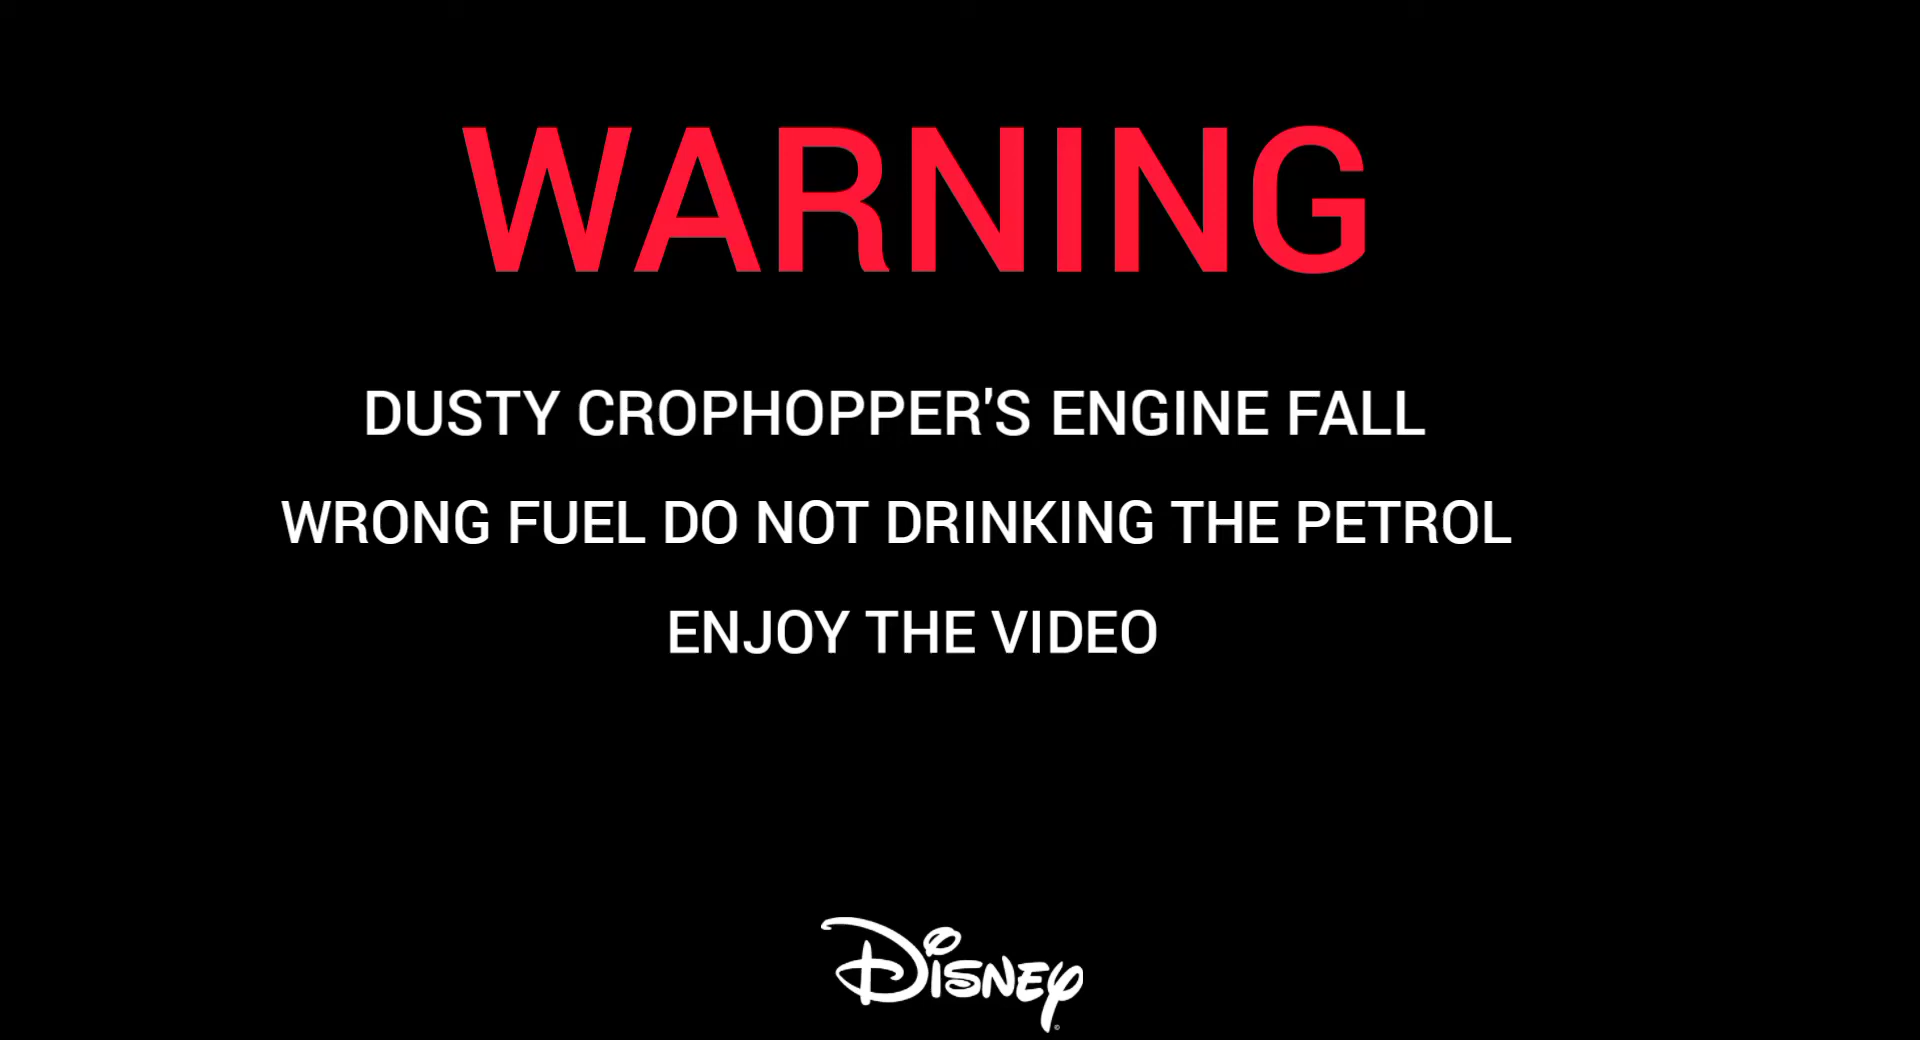 WARNING
DUSTY CROPHOPPER'S ENGINE FALL
WRONG FUEL DO NOT DRINKING THE PETROL
ENJOY THE VIDEO
Disney
©